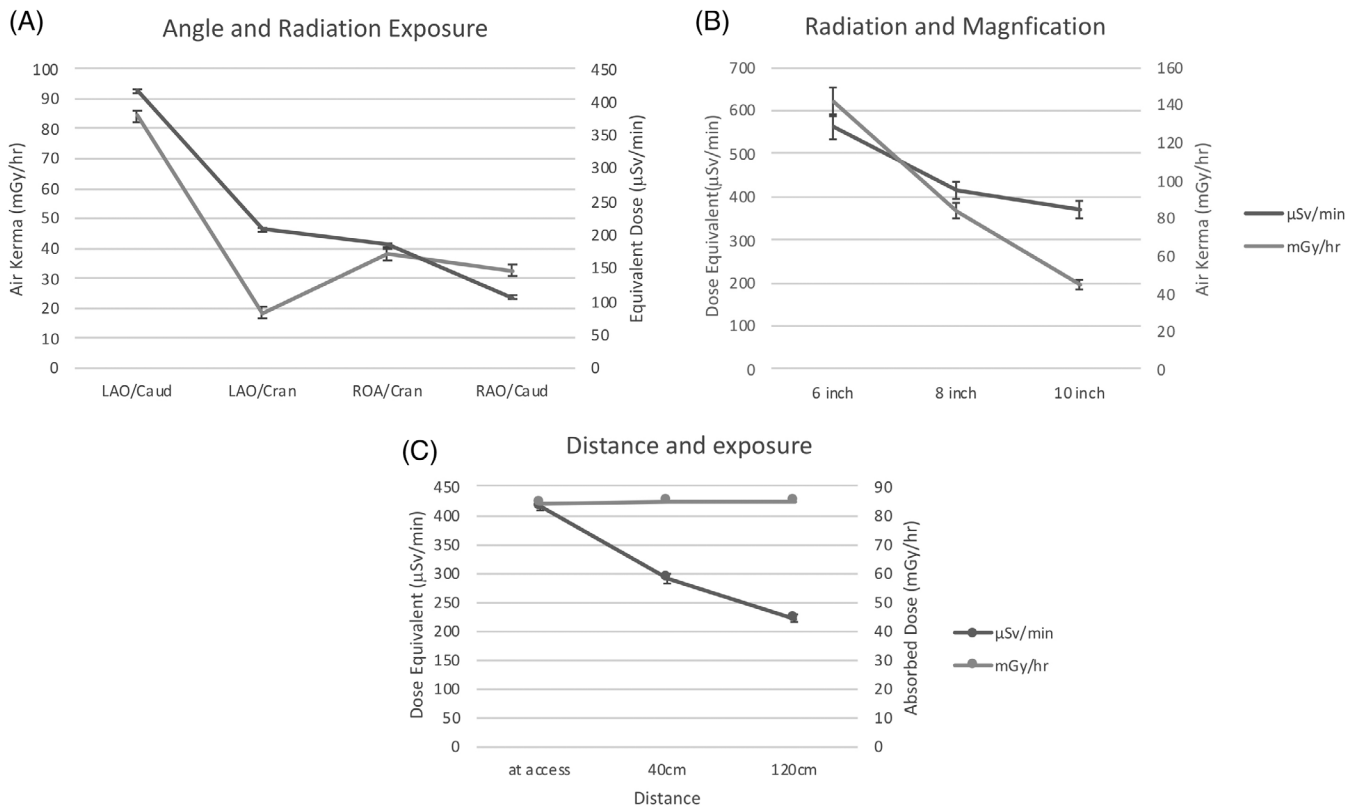 (A)
Angle and Radiation Exposure
100
90
80
70
60
50
40
30
20
10
0
Air Kerma (mGy/hr)
450
400
350
300
250
200
150
100
50
0
Equivalent Dose (µSv/min)
LAO/Caud
LAO/Cran
ROA/Cran
RAO/Caud
(B)
Radiation and Magnfication
700
600
500
400
300
200
100
0
Dose Equivalent(µSv/min)
160
140
120
100
80
60
40
20
0
Air Kerma (mGy/hr)
6 inch
8 inch
10 inch
µSv/min
mGy/hr
(C)
Distance and exposure
450
400
350
300
250
200
150
100
50
0
Dose Equivalent (µSv/min)
90
80
70
60
50
40
30
20
10
0
Absorbed Dose (mGy/hr)
at access
40cm
120cm
Distance
µSv/min
mGy/hr